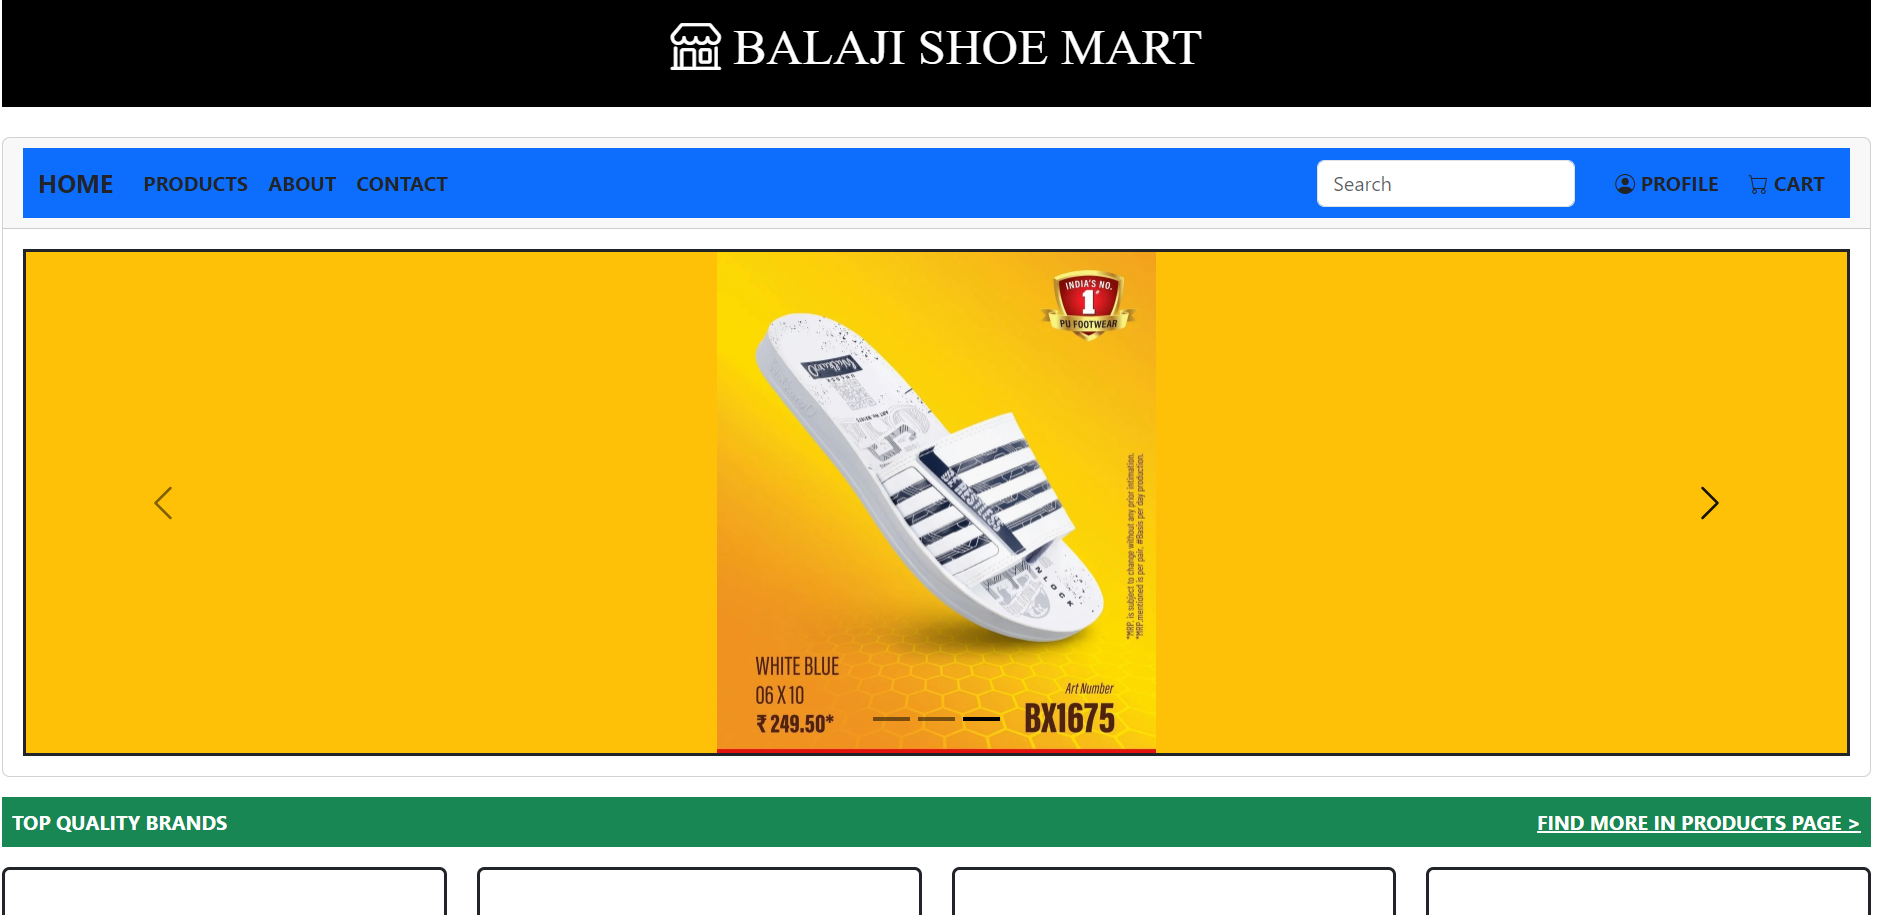 BALAJI SHOE MART
HOME PRODUCTS ABOUT CONTACT Search PROFILE CART
INDIA'S NO.
1#
PU FOOTWEAR
UP RESTLESS
*MRP. is subject to change without any prior intimation.
*MRP.mentioned is per pair. #Basis per day production.
WHITE BLUE
06 X 10
₹ 249.50*
Art Number
BX1675
TOP QUALITY BRANDS FIND MORE IN PRODUCTS PAGE >